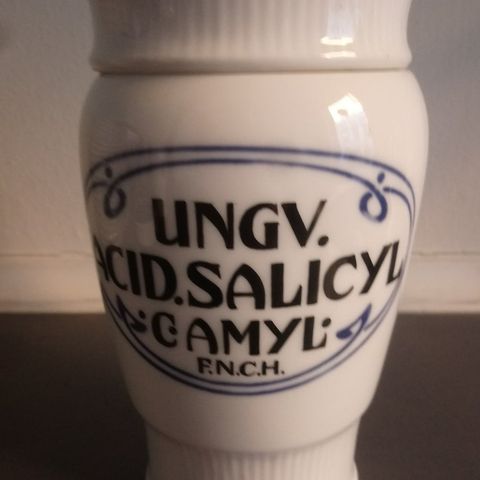 UNGV.
ACID.SALICYL.
·C·AMYL·
F.N.C.H.